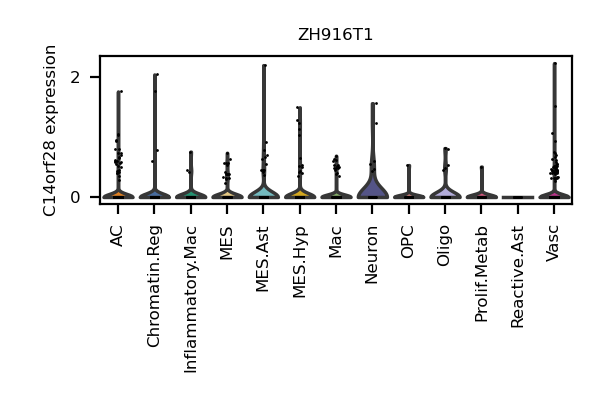 ZH916T1
C14orf28 expression
2
0
AC
Chromatin.Reg
Inflammatory.Mac
MES
MES.Ast
MES.Hyp
Mac
Neuron
OPC
Oligo
Prolif.Metab
Reactive.Ast
Vasc